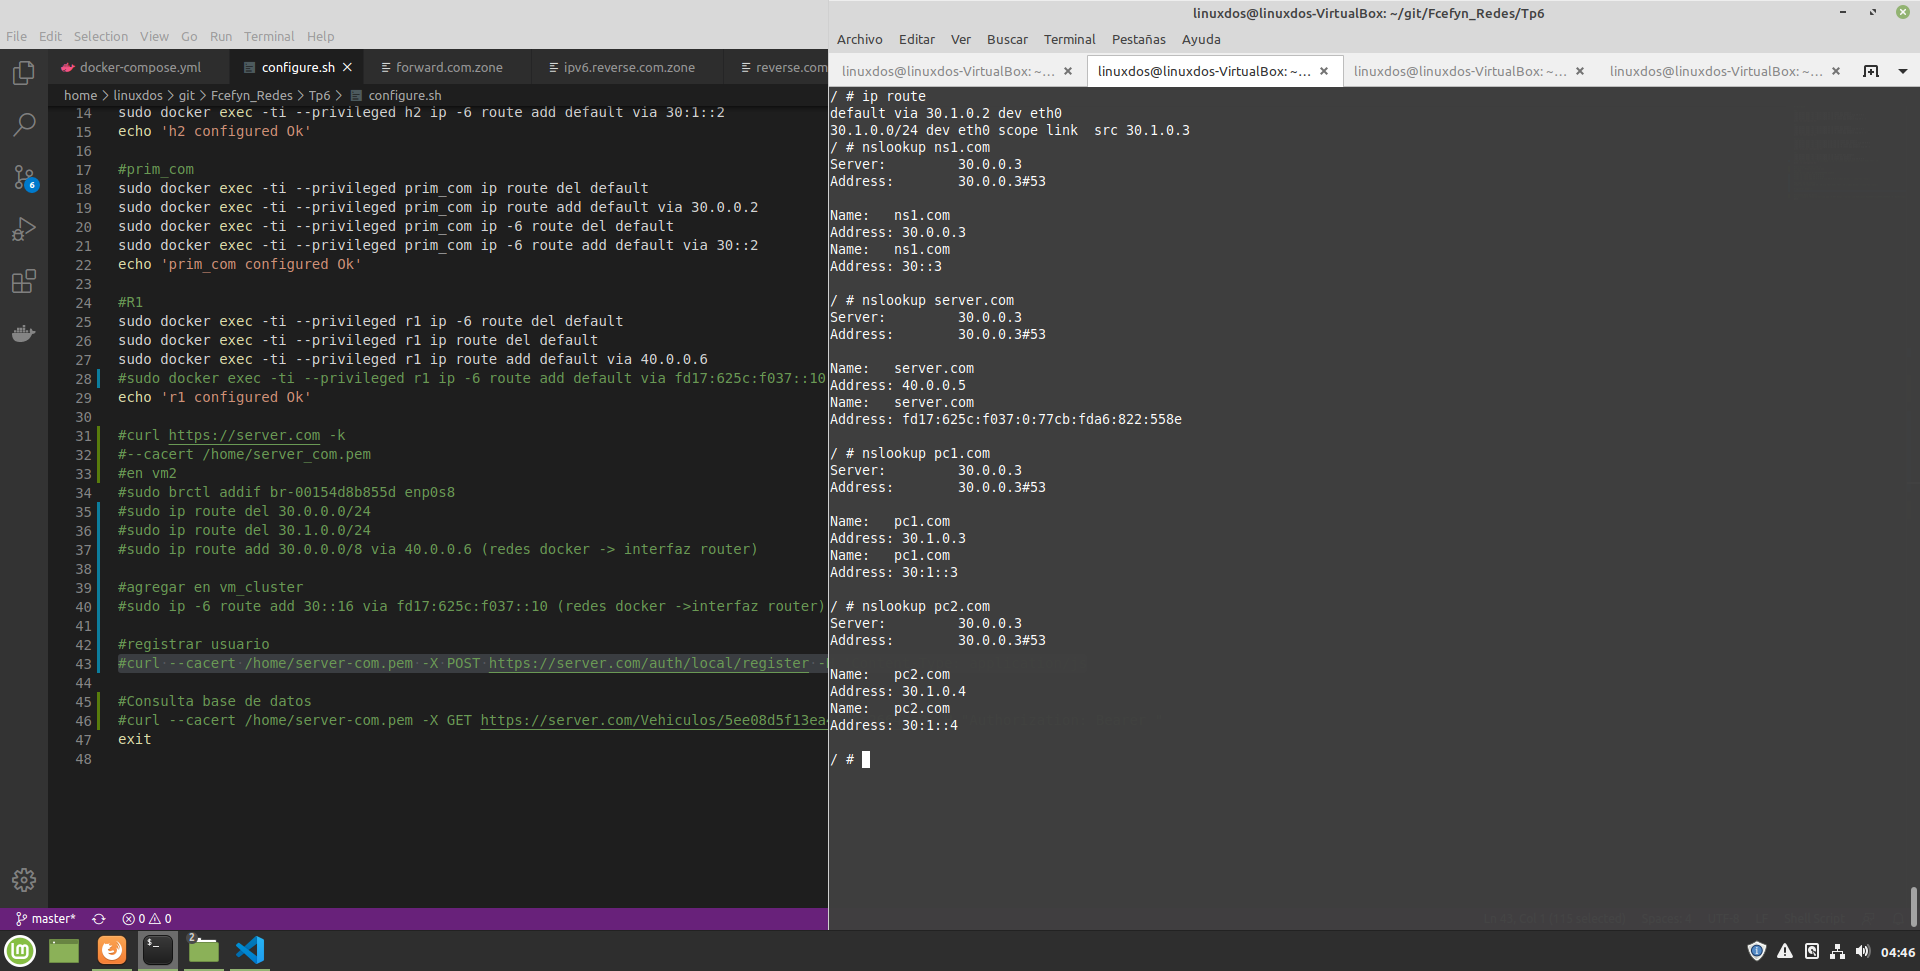 File Edit Selection View Go Run Terminal Help
docker-compose.yml configure.sh forward.com.zone ipv6.reverse.com.zone reverse.com
home > linuxdos > git > Fcefyn_Redes > Tp6 > configure.sh
14 sudo docker exec -ti --privileged h2 ip -6 route add default via 30:1::2
15 echo 'h2 configured Ok'
16
17 #prim_com
18 sudo docker exec -ti --privileged prim_com ip route del default
19 sudo docker exec -ti --privileged prim_com ip route add default via 30.0.0.2
20 sudo docker exec -ti --privileged prim_com ip -6 route del default
21 sudo docker exec -ti --privileged prim_com ip -6 route add default via 30::2
22 echo 'prim_com configured Ok'
23
24 #R1
25 sudo docker exec -ti --privileged r1 ip -6 route del default
26 sudo docker exec -ti --privileged r1 ip route del default
27 sudo docker exec -ti --privileged r1 ip route add default via 40.0.0.6
28 #sudo docker exec -ti --privileged r1 ip -6 route add default via fd17:625c:f037::10
29 echo 'r1 configured Ok'
30
31 #curl https://server.com -k
32 #--cacert /home/server_com.pem
33 #en vm2
34 #sudo brctl addif br-00154d8b855d enp0s8
35 #sudo ip route del 30.0.0.0/24
36 #sudo ip route del 30.1.0.0/24
37 #sudo ip route add 30.0.0.0/8 via 40.0.0.6 (redes docker -> interfaz router)
38
39 #agregar en vm_cluster
40 #sudo ip -6 route add 30::16 via fd17:625c:f037::10 (redes docker ->interfaz router)
41
42 #registrar usuario
43 #curl --cacert /home/server-com.pem -X POST https://server.com/auth/local/register -
44
45 #Consulta base de datos
46 #curl --cacert /home/server-com.pem -X GET https://server.com/Vehiculos/5ee08d5f13ea
47 exit
48
master* 0 0
linuxdos@linuxdos-VirtualBox: ~/git/Fcefyn_Redes/Tp6
Archivo Editar Ver Buscar Terminal Pestañas Ayuda
linuxdos@linuxdos-VirtualBox: ~... linuxdos@linuxdos-VirtualBox: ~... linuxdos@linuxdos-VirtualBox: ~... linuxdos@linuxdos-VirtualBox: ~...
/ # ip route
default via 30.1.0.2 dev eth0
30.1.0.0/24 dev eth0 scope link  src 30.1.0.3
/ # nslookup ns1.com
Server: 30.0.0.3
Address: 30.0.0.3#53
Name: ns1.com
Address: 30.0.0.3
Name: ns1.com
Address: 30::3
/ # nslookup server.com
Server: 30.0.0.3
Address: 30.0.0.3#53
Name: server.com
Address: 40.0.0.5
Name: server.com
Address: fd17:625c:f037:0:77cb:fda6:822:558e
/ # nslookup pc1.com
Server: 30.0.0.3
Address: 30.0.0.3#53
Name: pc1.com
Address: 30.1.0.3
Name: pc1.com
Address: 30:1::3
/ # nslookup pc2.com
Server: 30.0.0.3
Address: 30.0.0.3#53
Name: pc2.com
Address: 30.1.0.4
Name: pc2.com
Address: 30:1::4
/ #
6
2
04:46